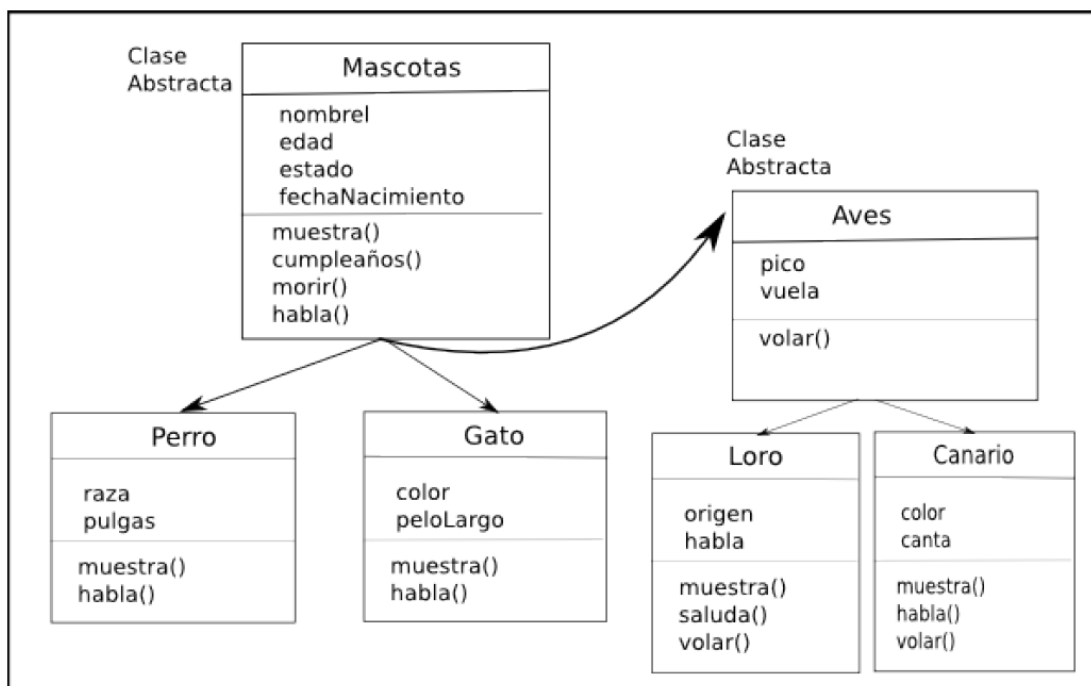 Clase
Abstracta
Mascotas
nombrel
edad
estado
fechaNacimiento
muestra()
cumpleaños()
morir()
habla()
Clase
Abstracta
Aves
pico
vuela
volar()
Perro
raza
pulgas
muestra()
habla()
Gato
color
peloLargo
muestra()
habla()
Loro
origen
habla
muestra()
saluda()
volar()
Canario
color
canta
muestra()
habla()
volar()